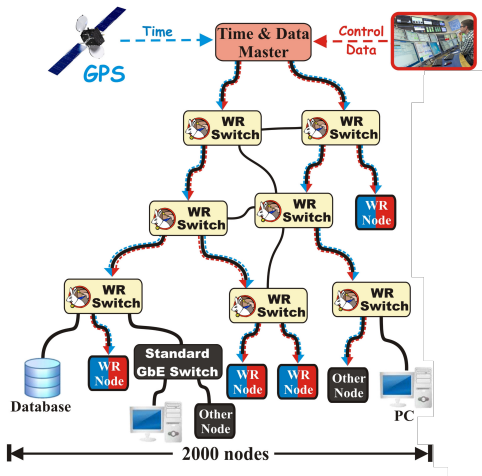 Time
Time & Data
Master
Control
Data
GPS
WR
Switch
WR
Switch
WR
Node
WR
Switch
WR
Switch
WR
Switch
WR
Switch
WR
Switch
Database
WR
Node
Standard
GbE Switch
Other
Node
WR
Node
WR
Node
Other
Node
PC
2000 nodes